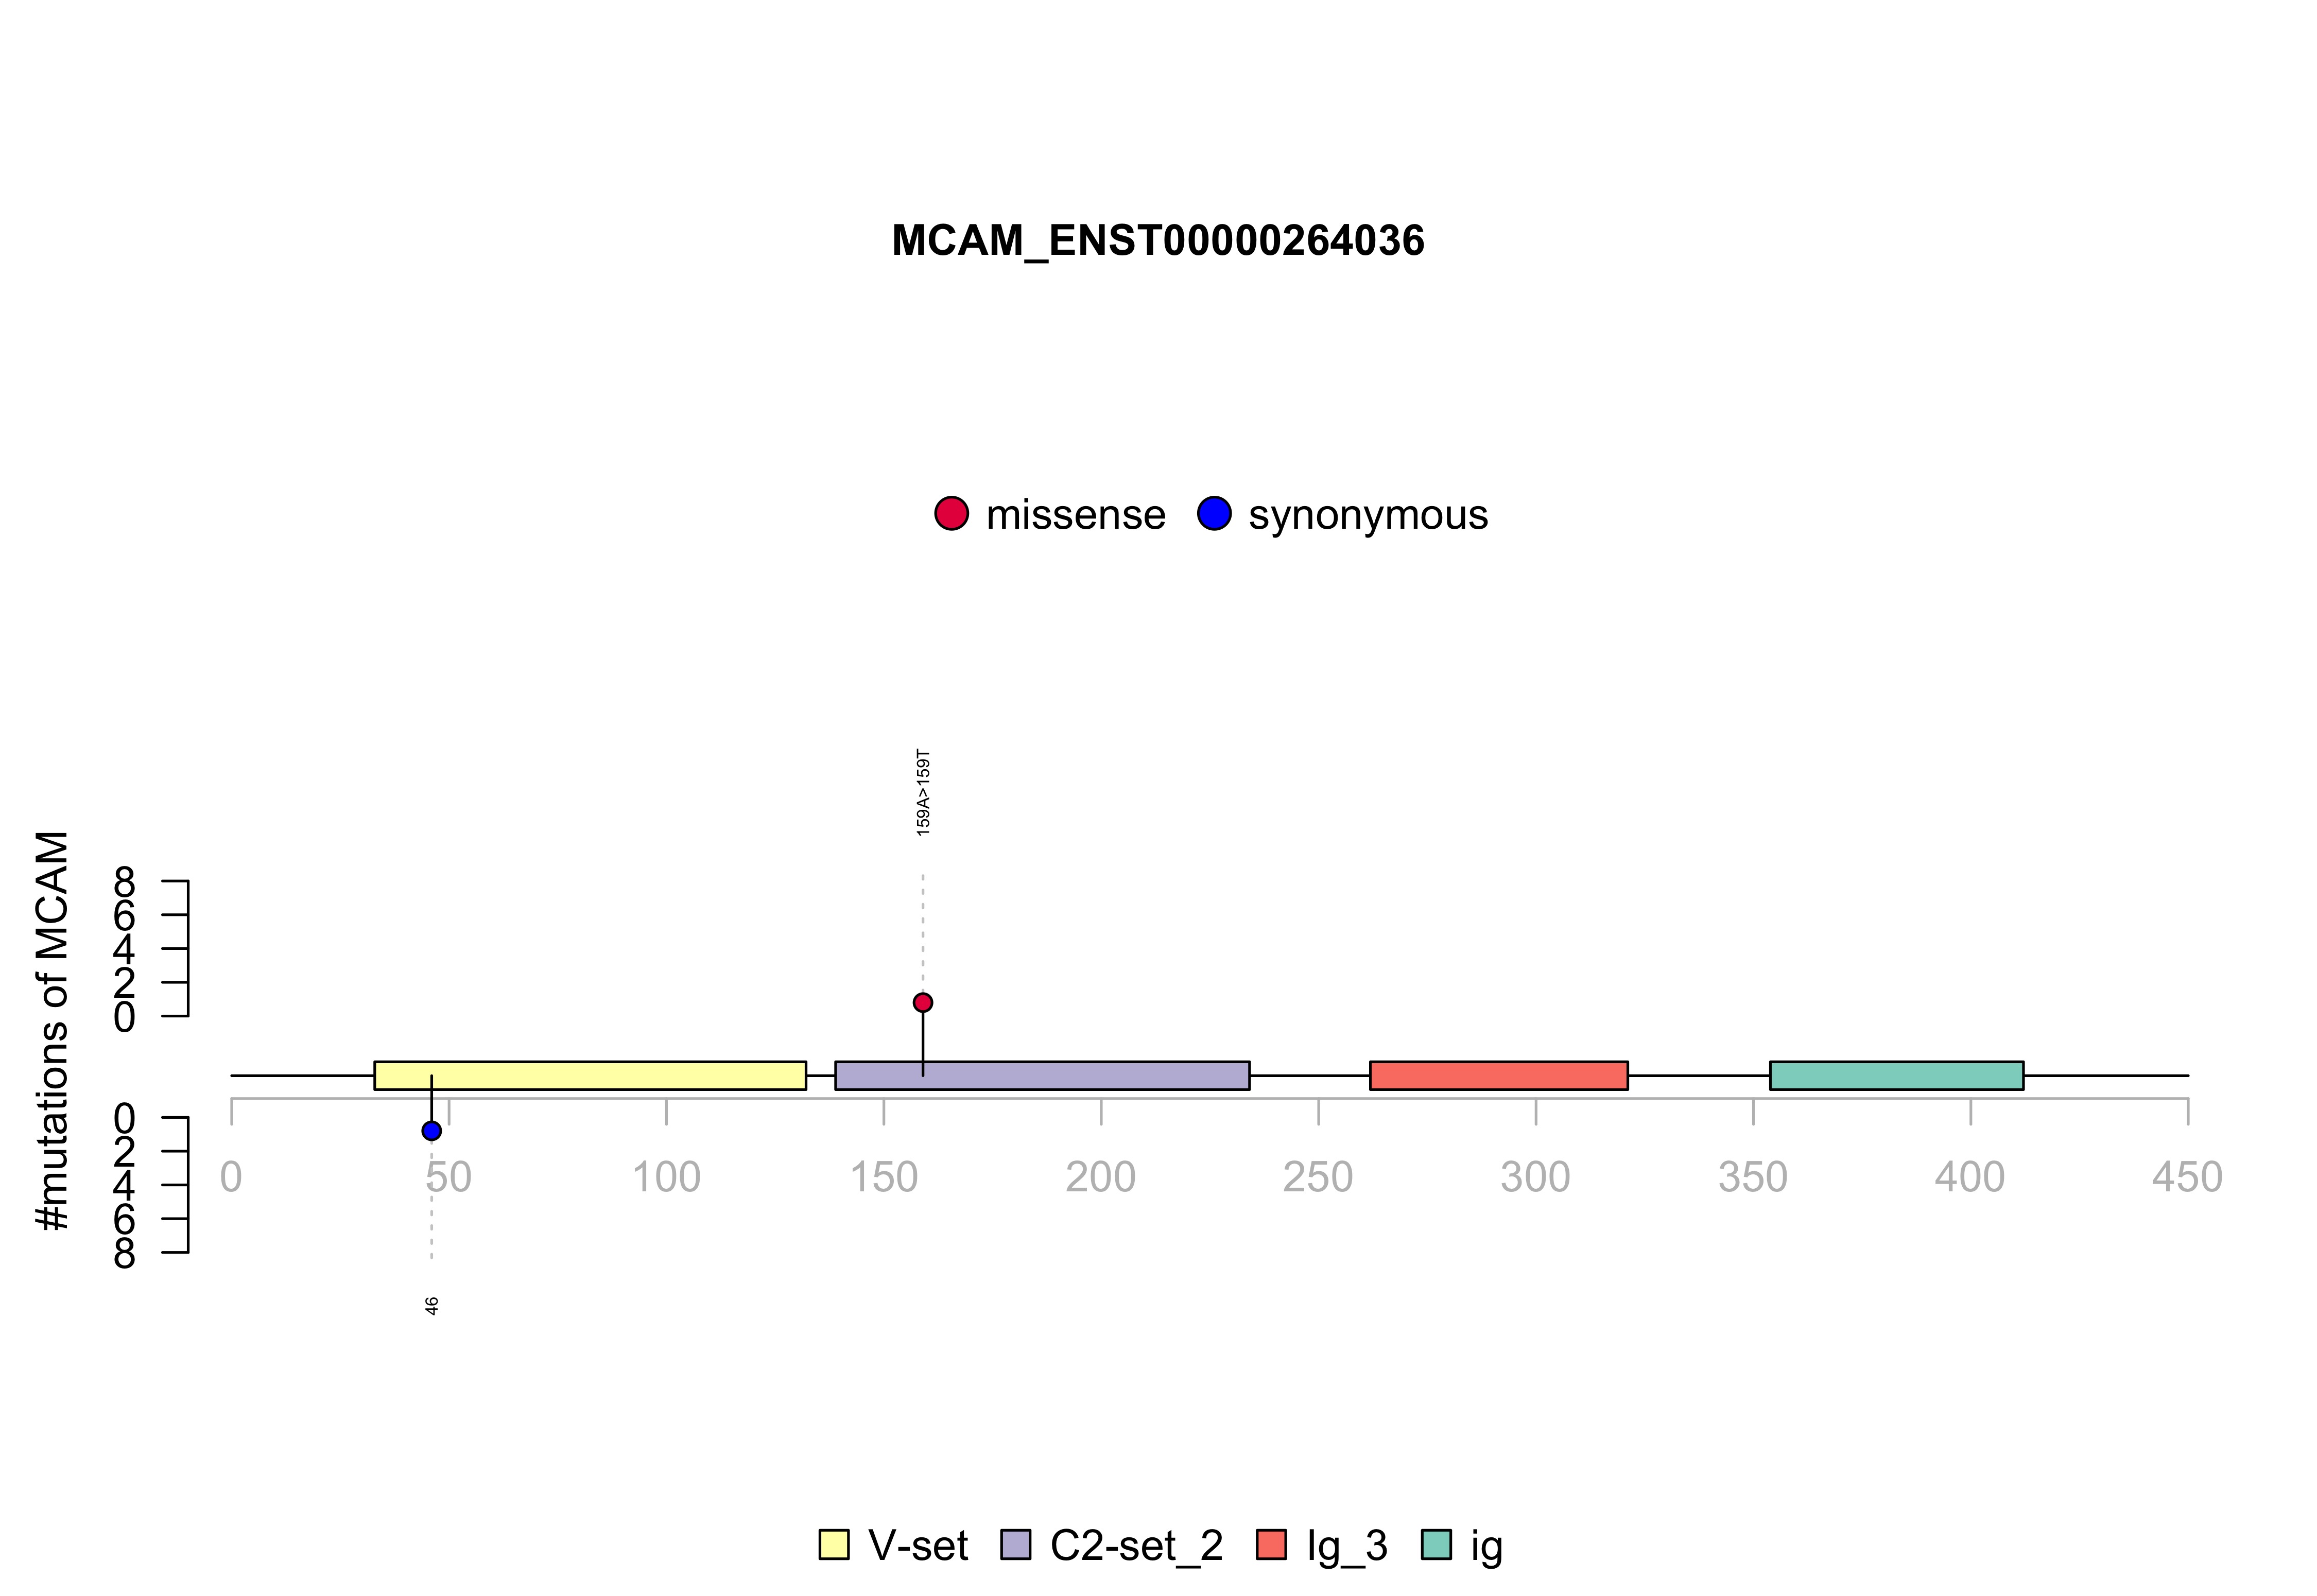 MCAM_ENST00000264036
missense synonymous
159A>159T
#mutations of MCAM
8
6
4
2
0
0
2
4
6
8
0 50 100 150 200 250 300 350 400 450
46
V-set C2-set_2 Ig_3 ig